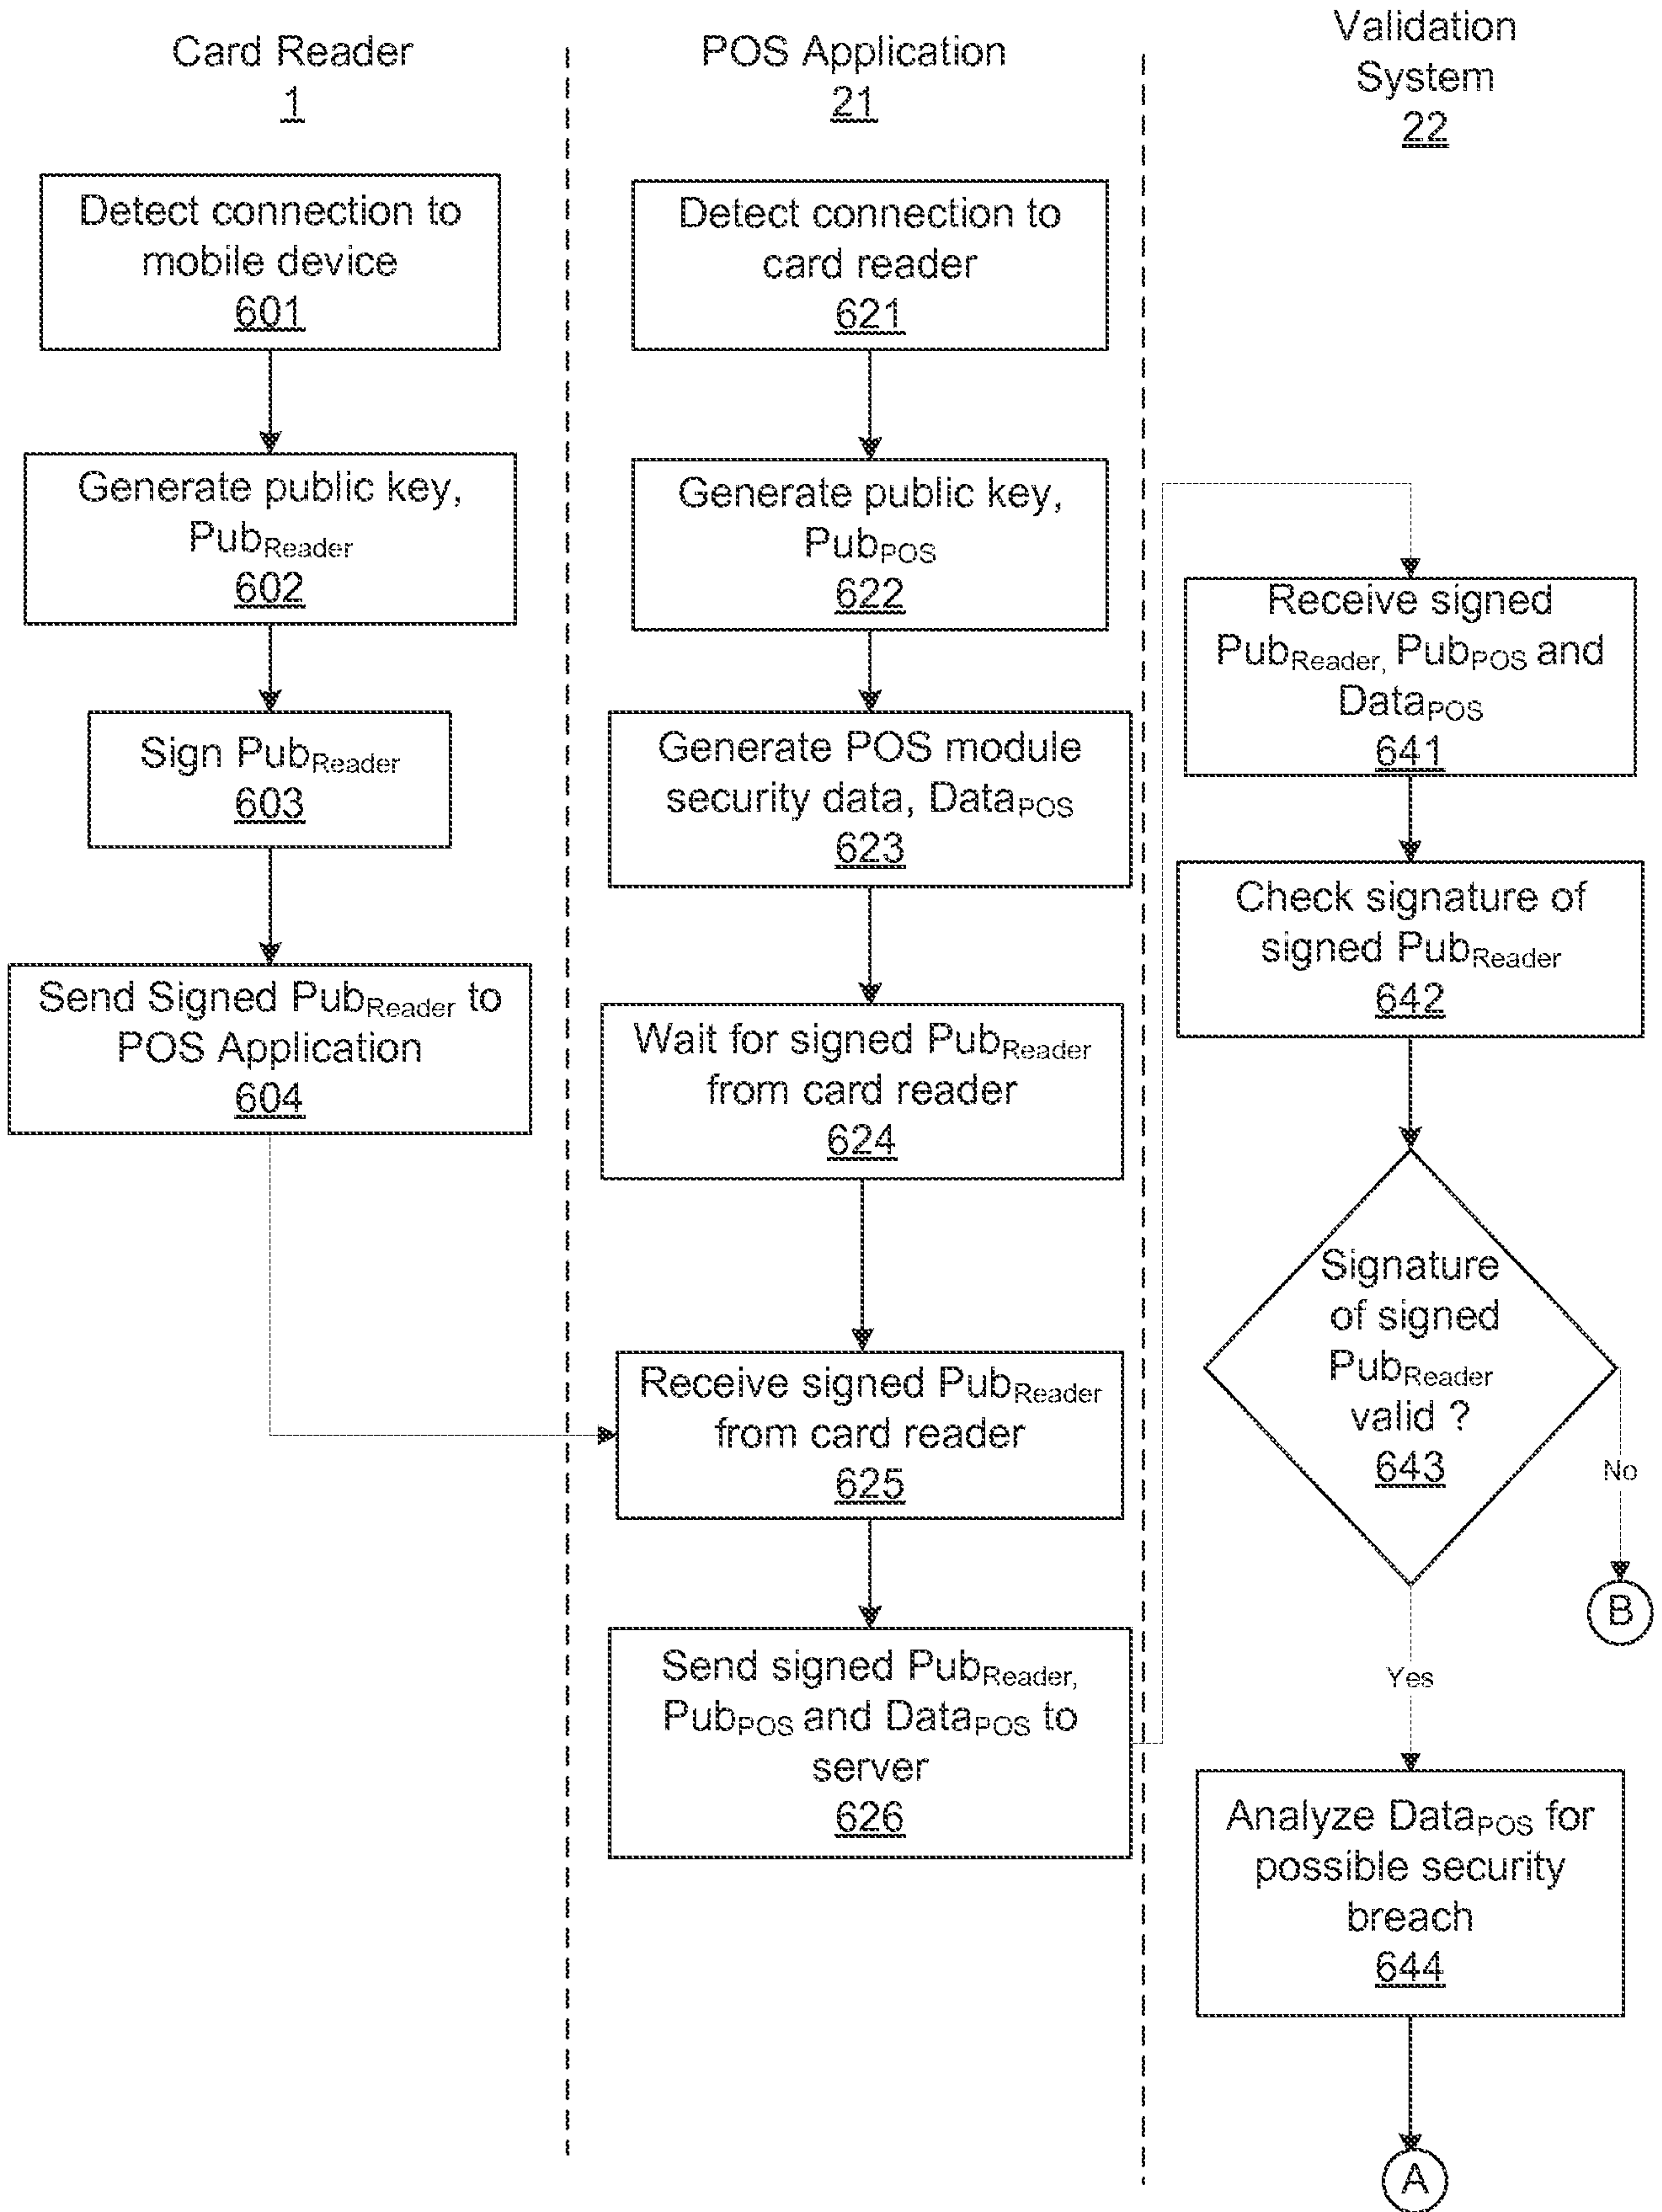 Card Reader
1
Detect connection to
mobile device
601
Generate public key,
PubReader
602
Sign PubReader
603
Send Signed PubReader to
POS Application
604
POS Application
21
Detect connection to
card reader
621
Generate public key,
PubPOS
622
Generate POS module
security data, DataPOS
623
Wait for signed PubReader
from card reader
624
Receive signed PubReader
from card reader
625
Send signed PubReader,
PubPOS and DataPOS to
server
626
Validation
System
22
Receive signed
PubReader, PubPOS and
DataPOS
641
Check signature of
signed PubReader
642
Signature
of signed
PubReader
valid ?
643
No
B
Yes
Analyze DataPOS for
possible security
breach
644
A